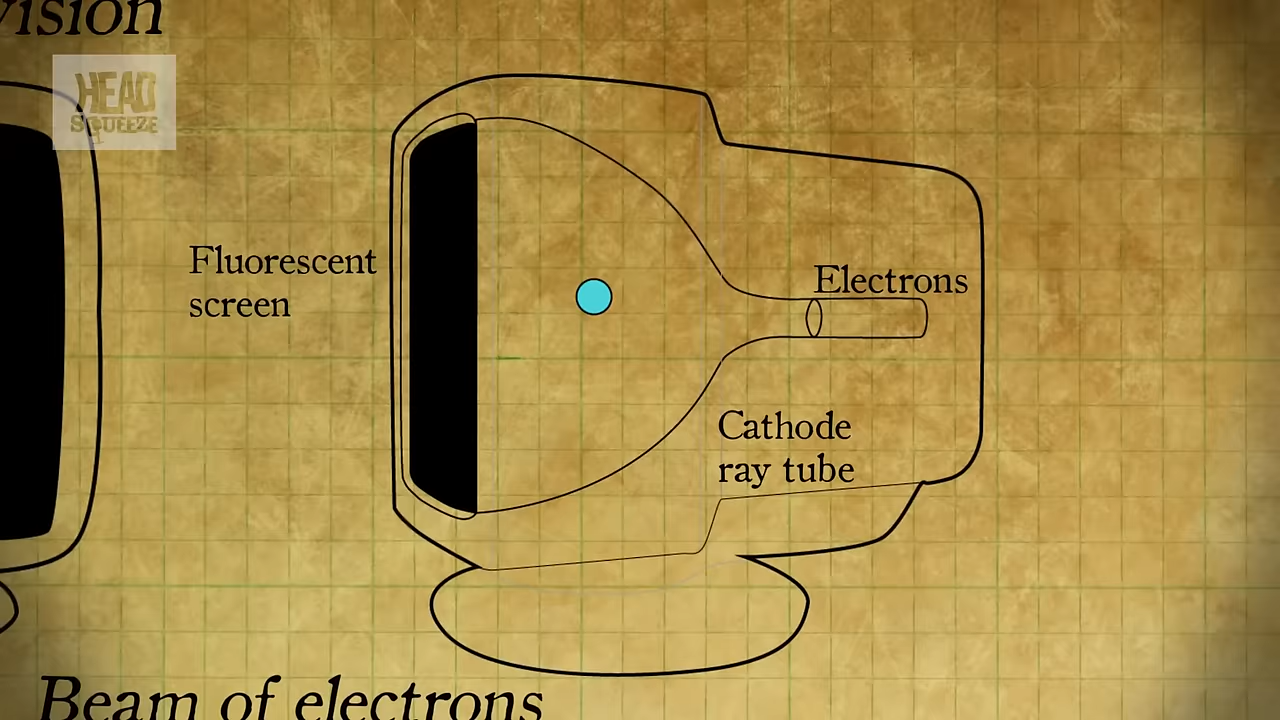 vision
HEAD
SQUEEZE
Fluorescent
screen
Electrons
Cathode
ray tube
Beam of electrons